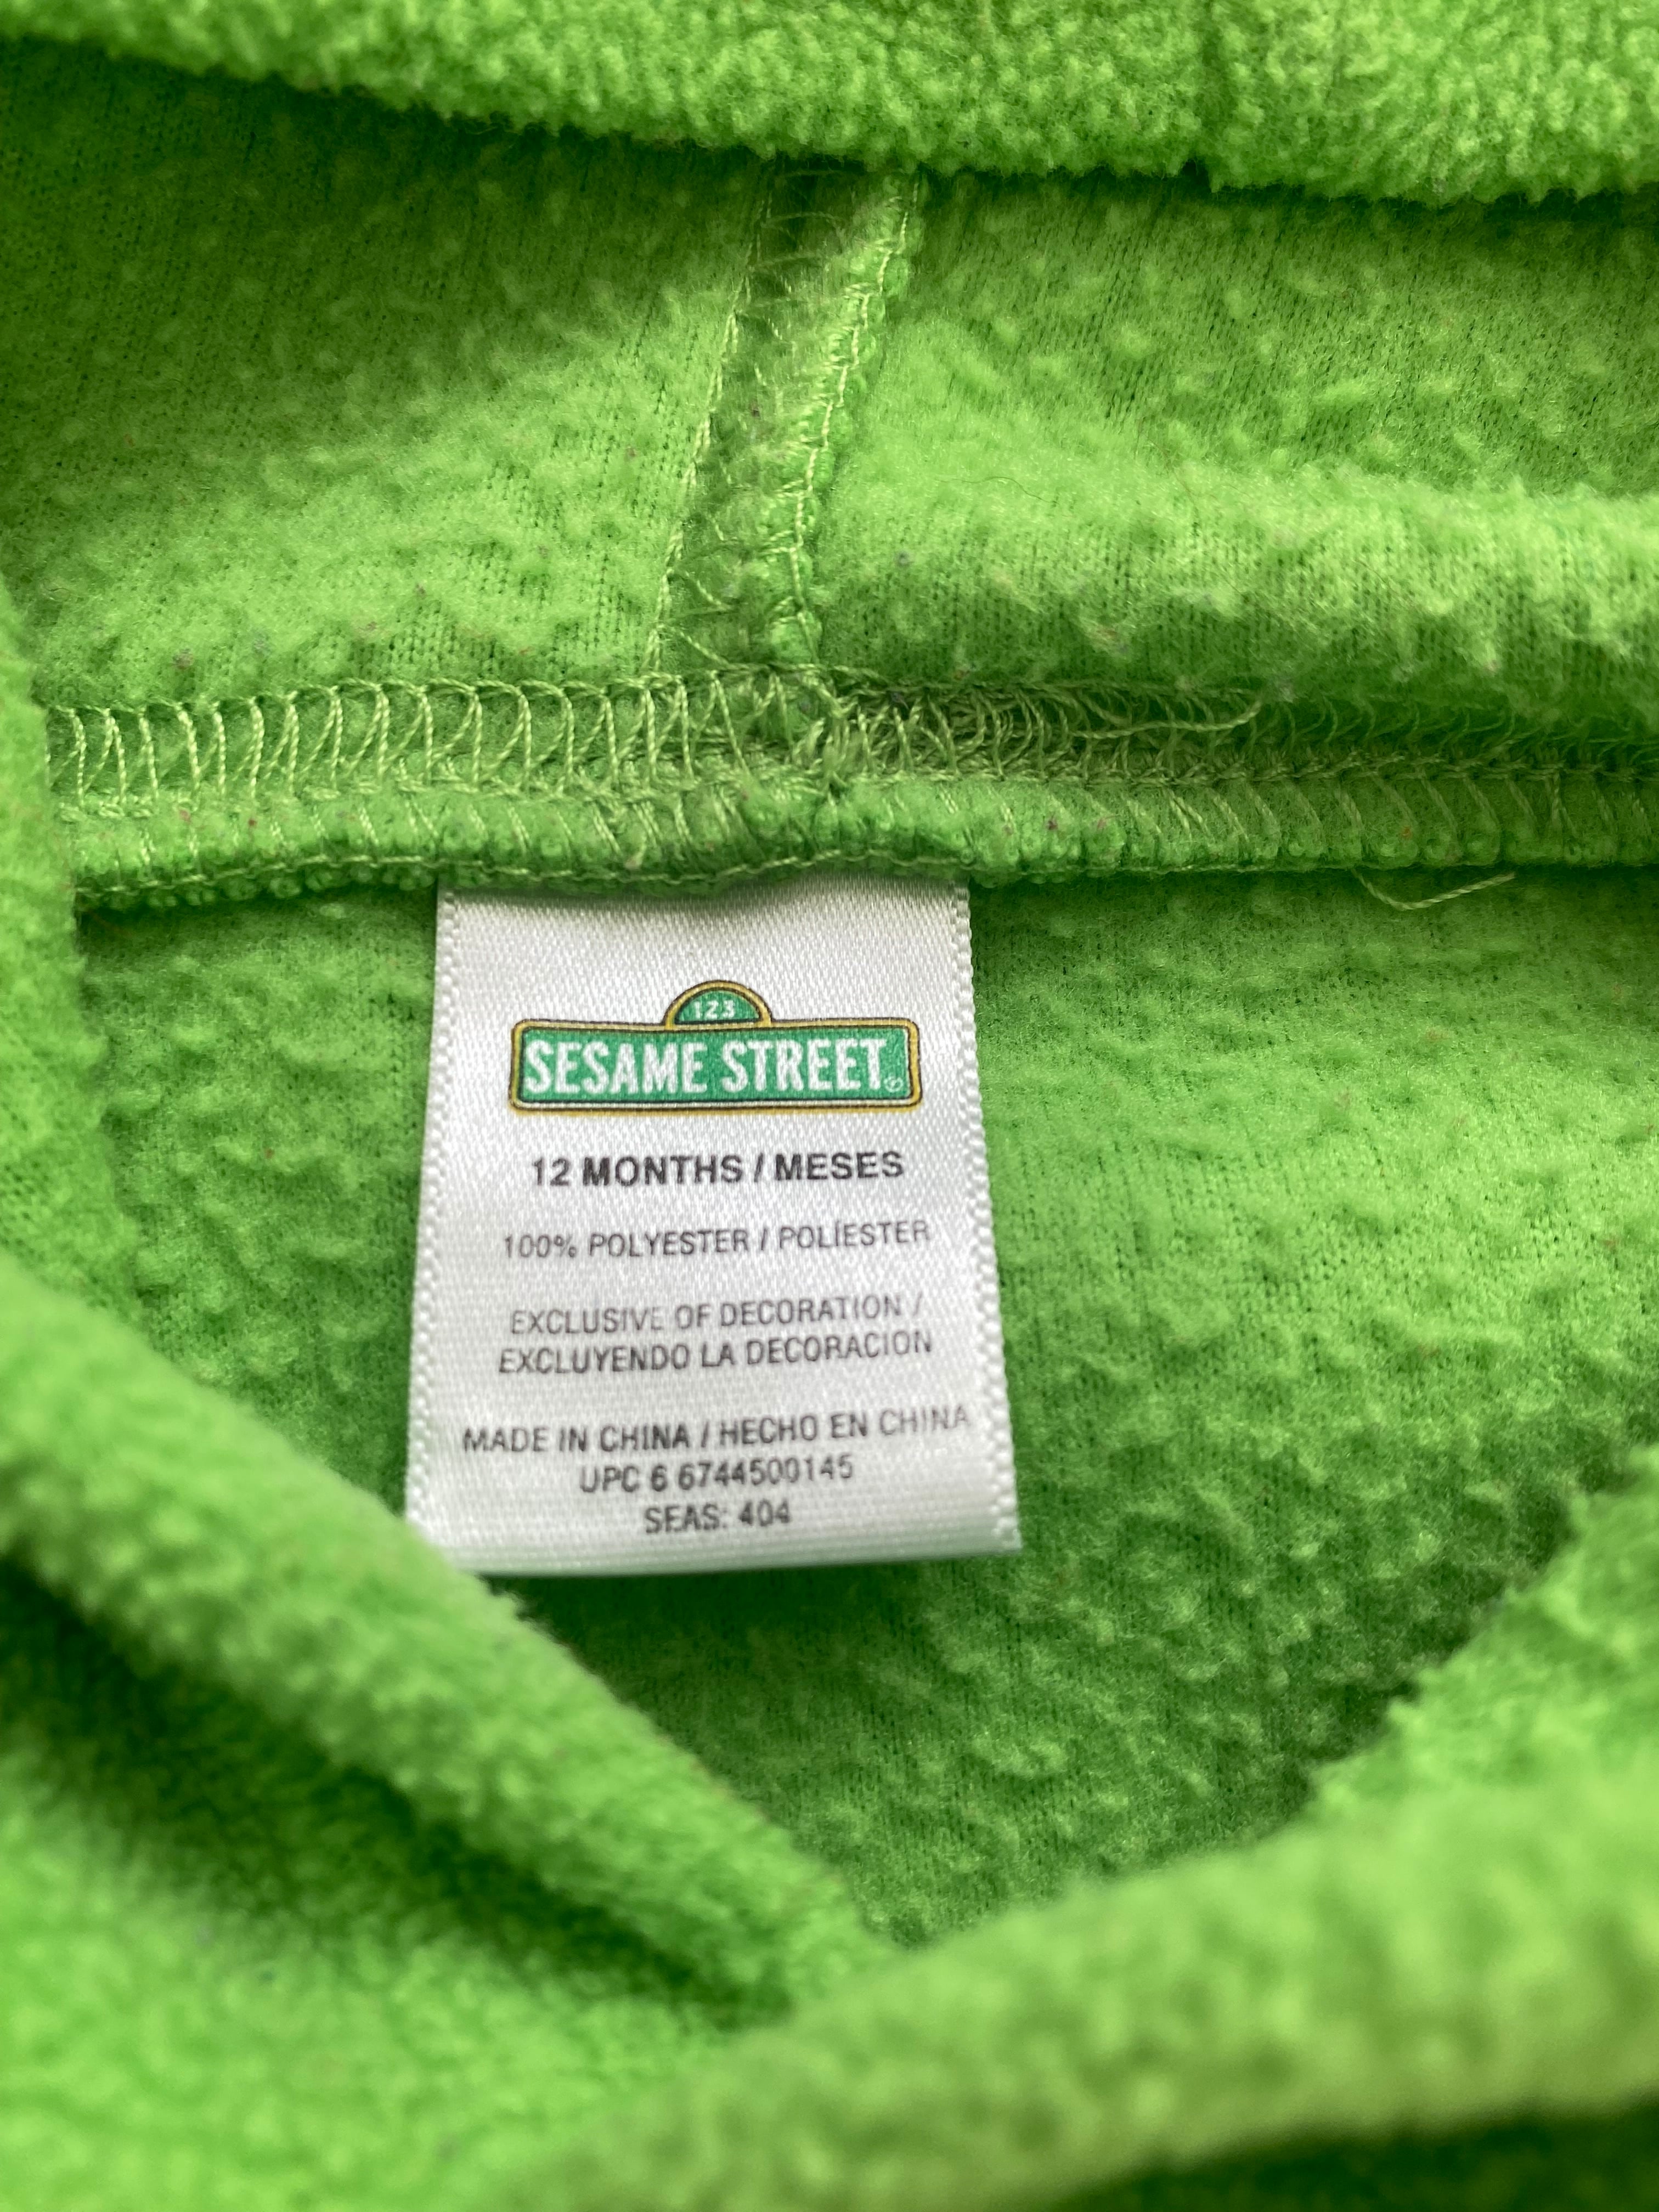 123
SESAME STREET
12 MONTHS / MESES
100% POLYESTER / POLÍESTER
EXCLUSIVE OF DECORATION /
EXCLUYENDO LA DECORACION
MADE IN CHINA / HECHO EN CHINA
UPC 6 6744500145
SEAS: 404